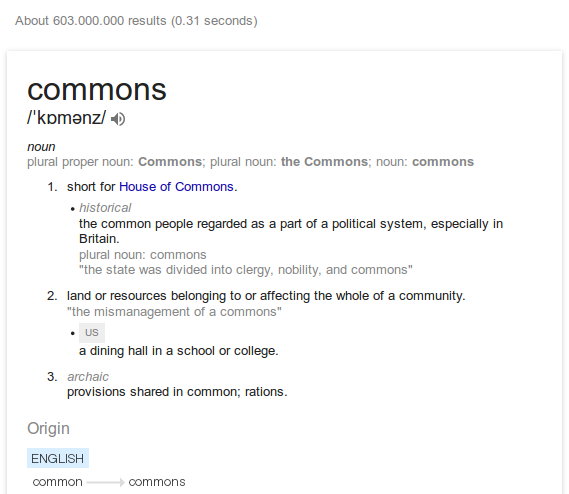 About 603.000.000 results (0.31 seconds)
commons
/ˈkɒmənz/
noun
plural proper noun: Commons; plural noun: the Commons; noun: commons
1. short for House of Commons.
• historical
the common people regarded as a part of a political system, especially in
Britain.
plural noun: commons
"the state was divided into clergy, nobility, and commons"
2. land or resources belonging to or affecting the whole of a community.
"the mismanagement of a commons"
• US
a dining hall in a school or college.
3. archaic
provisions shared in common; rations.
Origin
ENGLISH
common commons